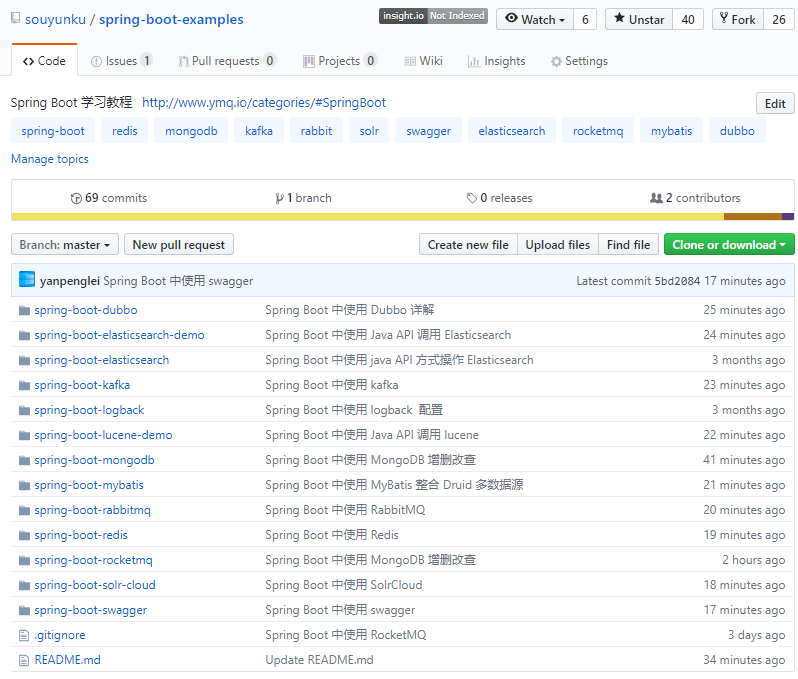 souyunku / spring-boot-examples insight.io Not Indexed Watch 6 Unstar 40 Fork 26
Code Issues 1 Pull requests 0 Projects 0 Wiki Insights Settings
Spring Boot 学习教程 http://www.ymq.io/categories/#SpringBoot Edit
spring-boot redis mongodb kafka rabbit solr swagger elasticsearch rocketmq mybatis dubbo
Manage topics
69 commits 1 branch 0 releases 2 contributors
Branch: master New pull request Create new file Upload files Find file Clone or download
yanpenglei Spring Boot 中使用 swagger Latest commit 5bd2084 17 minutes ago
spring-boot-dubbo Spring Boot 中使用 Dubbo 详解 25 minutes ago
spring-boot-elasticsearch-demo Spring Boot 中使用 Java API 调用 Elasticsearch 24 minutes ago
spring-boot-elasticsearch Spring Boot 中使用 java API 方式操作 Elasticsearch 3 months ago
spring-boot-kafka Spring Boot 中使用 kafka 23 minutes ago
spring-boot-logback Spring Boot 中使用 logback 配置 3 months ago
spring-boot-lucene-demo Spring Boot 中使用 Java API 调用 lucene 22 minutes ago
spring-boot-mongodb Spring Boot 中使用 MongoDB 增删改查 41 minutes ago
spring-boot-mybatis Spring Boot 中使用 MyBatis 整合 Druid 多数据源 21 minutes ago
spring-boot-rabbitmq Spring Boot 中使用 RabbitMQ 20 minutes ago
spring-boot-redis Spring Boot 中使用 Redis 19 minutes ago
spring-boot-rocketmq Spring Boot 中使用 MongoDB 增删改查 2 hours ago
spring-boot-solr-cloud Spring Boot 中使用 SolrCloud 18 minutes ago
spring-boot-swagger Spring Boot 中使用 swagger 17 minutes ago
.gitignore Spring Boot 中使用 RocketMQ 3 days ago
README.md Update README.md 34 minutes ago